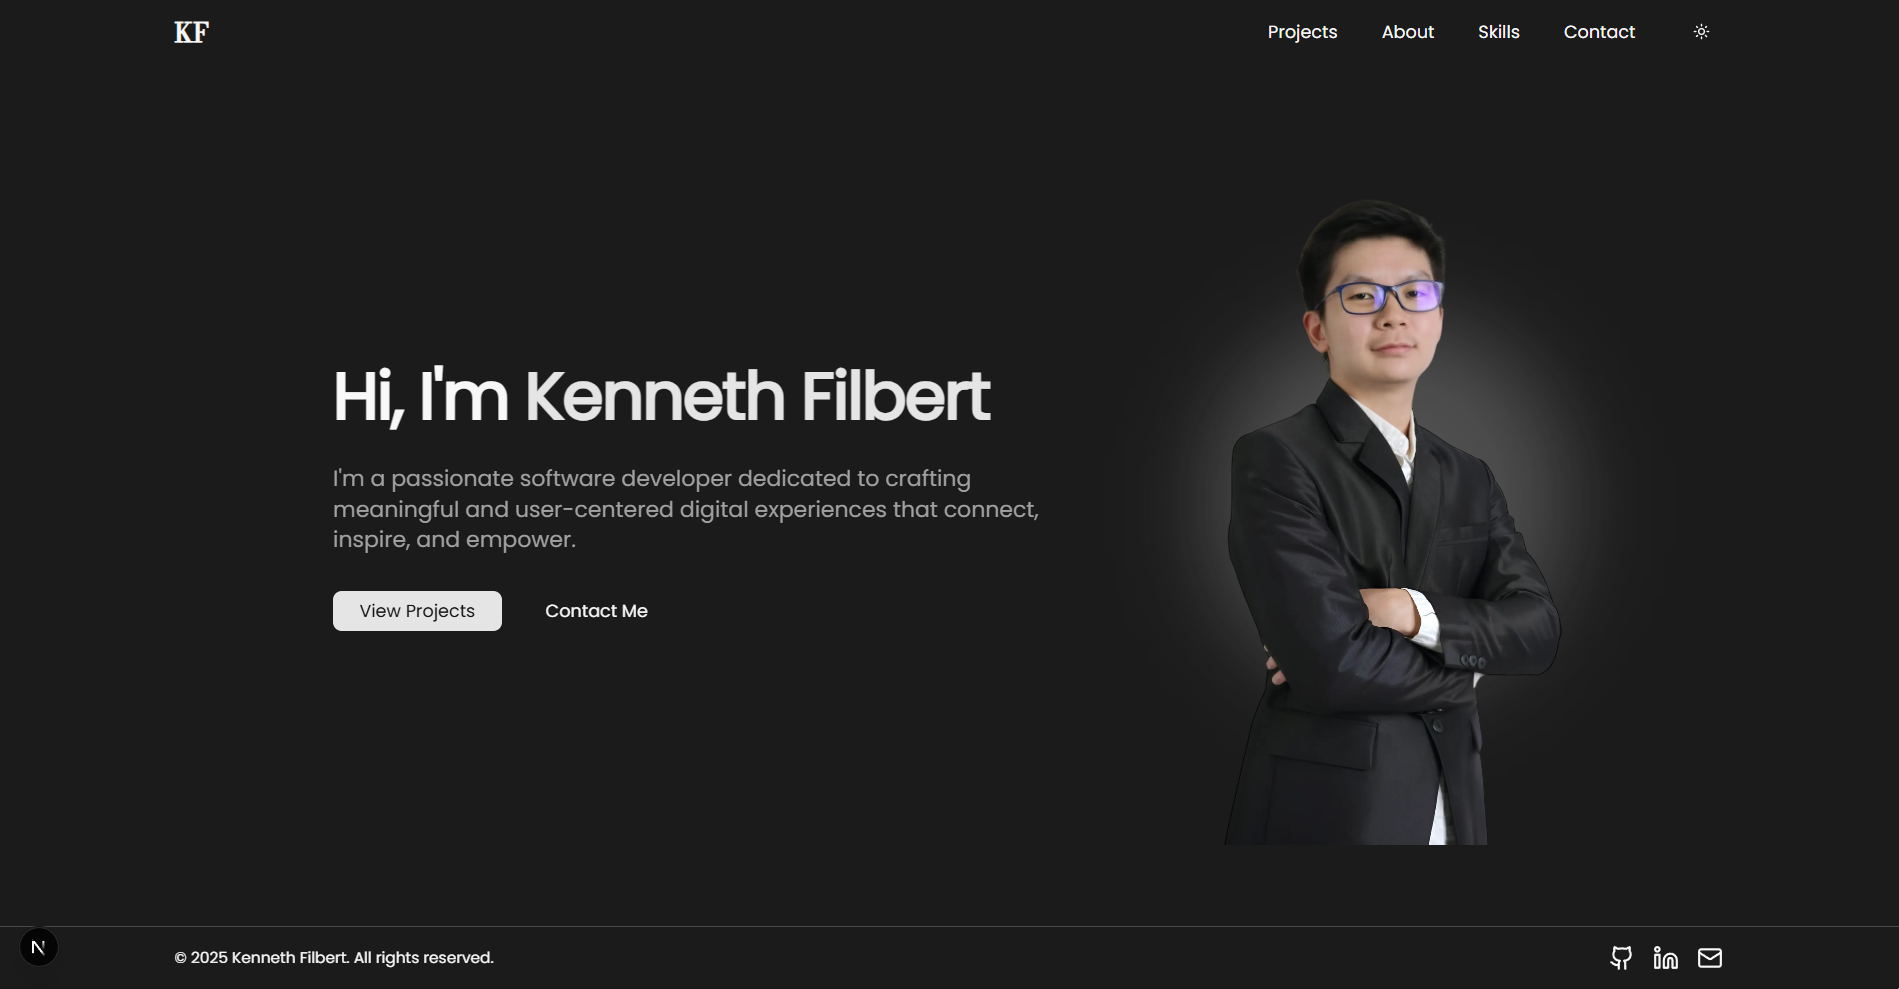 KF
Projects
About
Skills
Contact
Hi, I'm Kenneth Filbert
I'm a passionate software developer dedicated to crafting
meaningful and user-centered digital experiences that connect,
inspire, and empower.
View Projects
Contact Me
N
© 2025 Kenneth Filbert. All rights reserved.
in